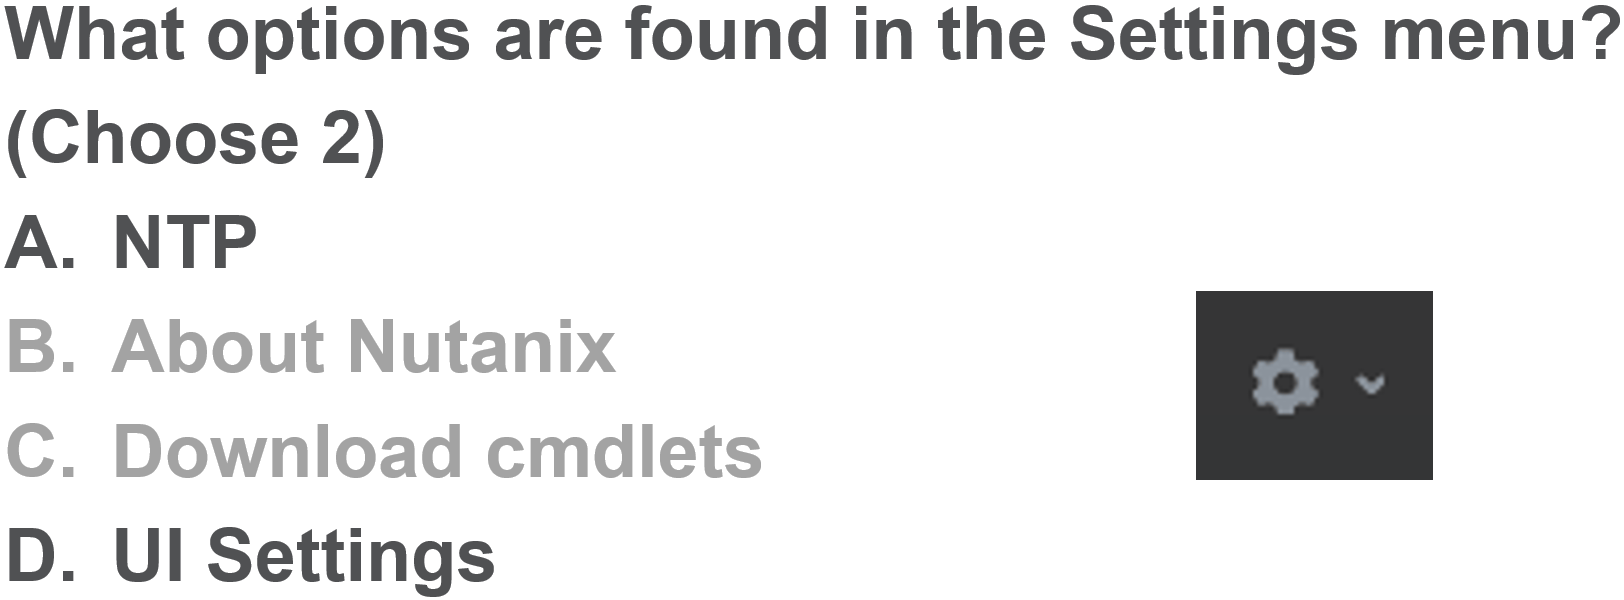 What options are found in the Settings menu?
(Choose 2)
A. NTP
B. About Nutanix
C. Download cmdlets
D. UI Settings